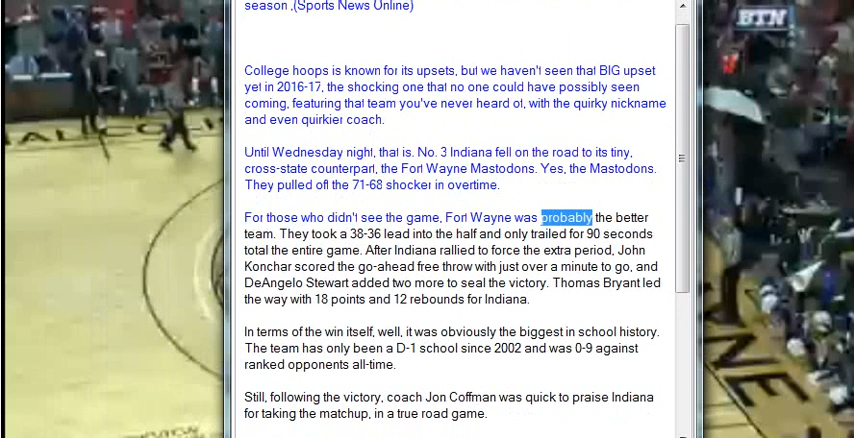 season ,(Sports News Online)
BTN
College hoops is known for its upsets, but we haven't seen that BIG upset
yet in 2016-17, the shocking one that no one could have possibly seen
coming, featuring that team you've never heard of, with the quirky nickname
and even quirkier coach.
Until Wednesday night, that is. No. 3 Indiana fell on the road to its tiny,
cross-state counterpart, the Fort Wayne Mastodons. Yes, the Mastodons.
They pulled off the 71-68 shocker in overtime.
For those who didn't see the game, Fort Wayne was probably the better
team. They took a 38-36 lead into the half and only trailed for 90 seconds
total the entire game. After Indiana rallied to force the extra period, John
Konchar scored the go-ahead free throw with just over a minute to go, and
DeAngelo Stewart added two more to seal the victory. Thomas Bryant led
the way with 18 points and 12 rebounds for Indiana.
In terms of the win itself, well, it was obviously the biggest in school history.
The team has only been a D-1 school since 2002 and was 0-9 against
ranked opponents all-time.
Still, following the victory, coach Jon Coffman was quick to praise Indiana
for taking the matchup, in a true road game.